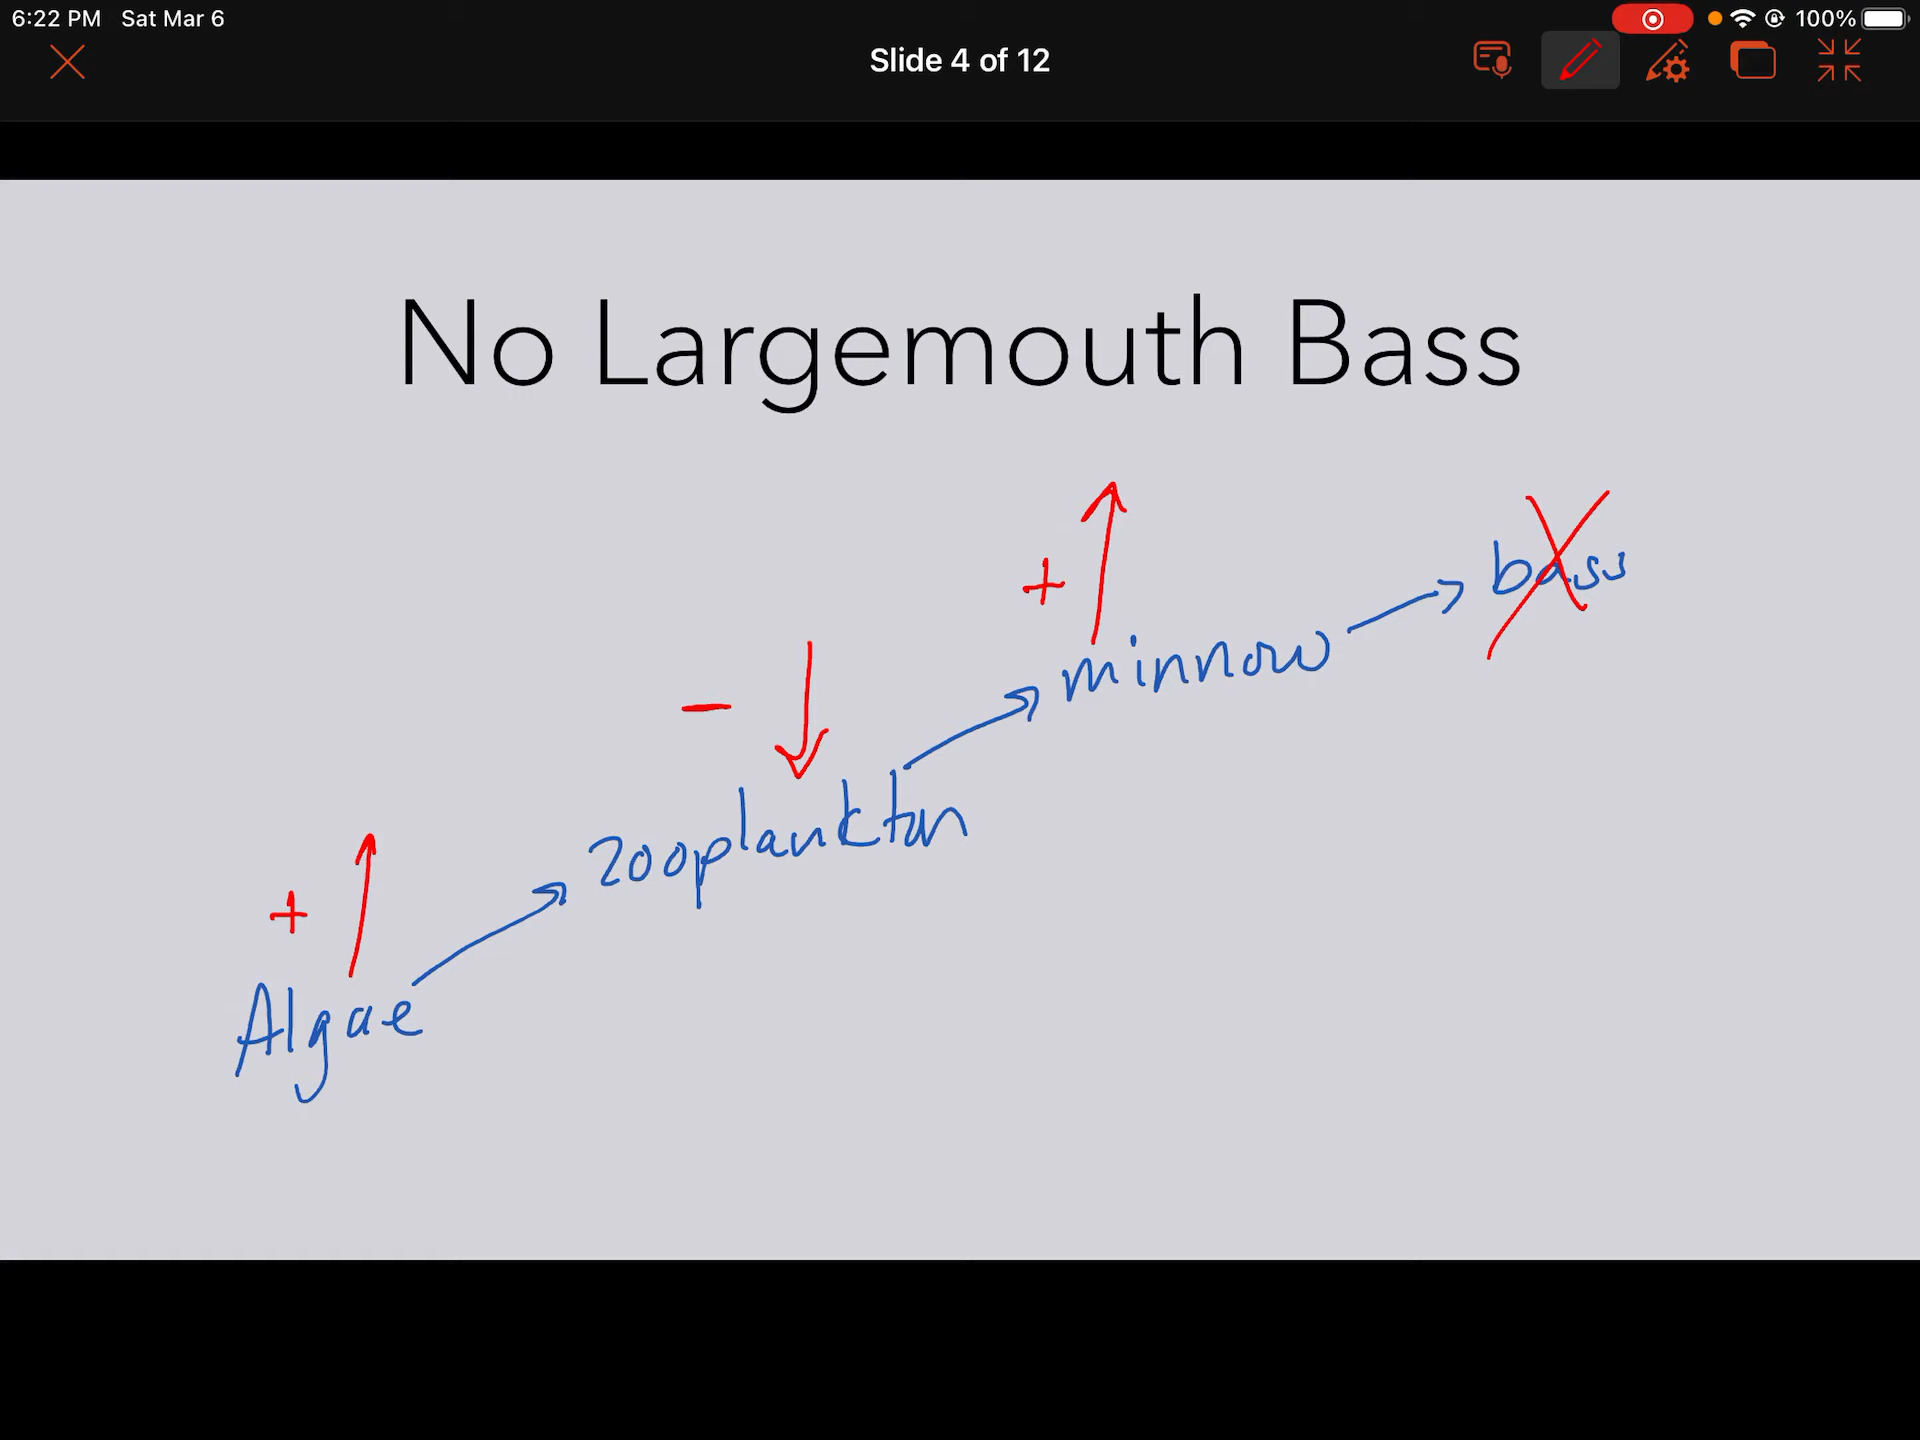 6:22 PM Sat Mar 6
100%
Slide 4 of 12
No Largemouth Bass
+
bass
minnow
-
zooplankton
+
Algae